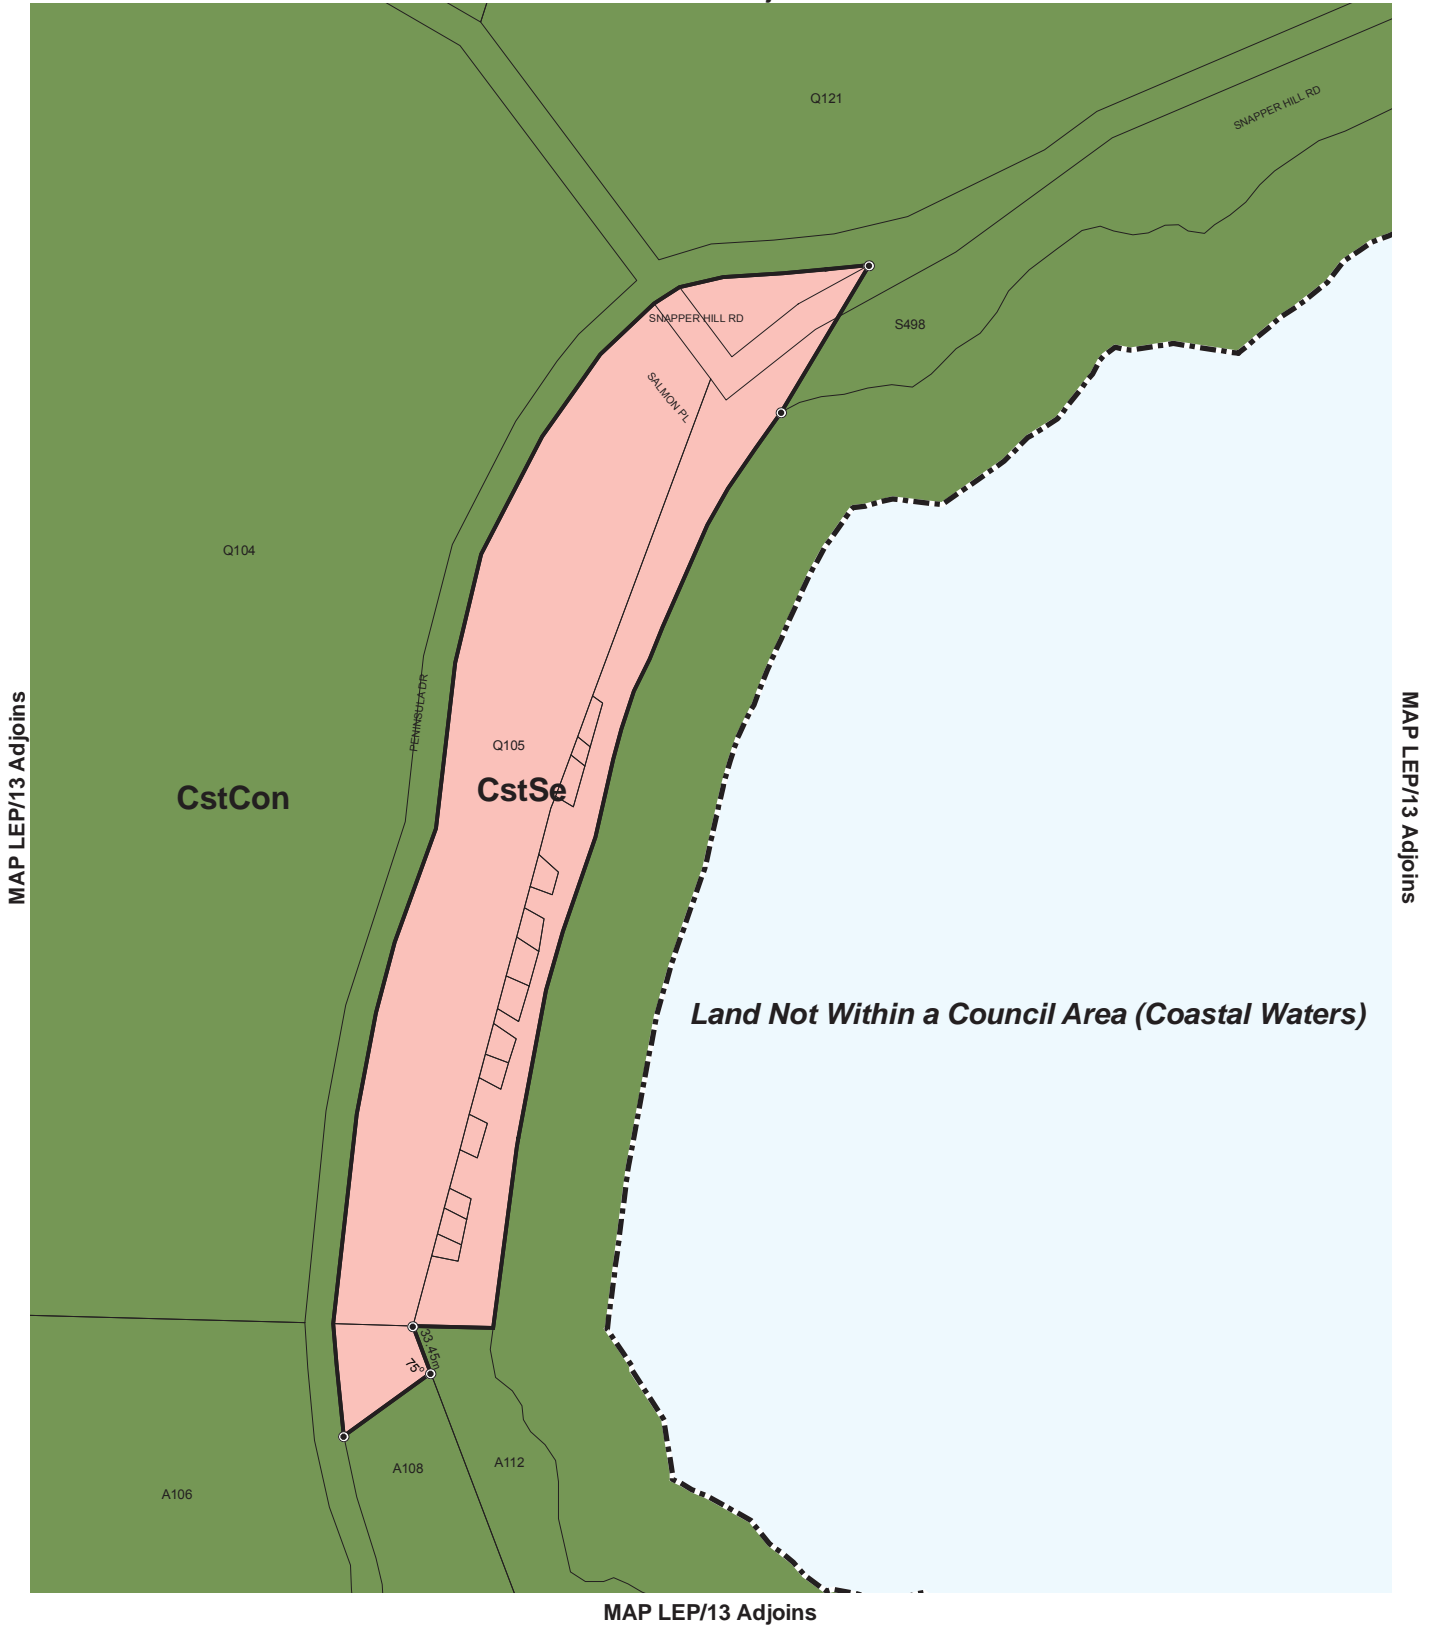 Q121
SNAPPER HILL RD
SNAPPER HILL RD
S498
SALMON PL
Q104
PENINSULA DR
Q105
CstCon
CstSe
MAP LEP/13 Adjoins
MAP LEP/13 Adjoins
Land Not Within a Council Area (Coastal Waters)
33.45m
75°
A112
A108
A106
MAP LEP/13 Adjoins